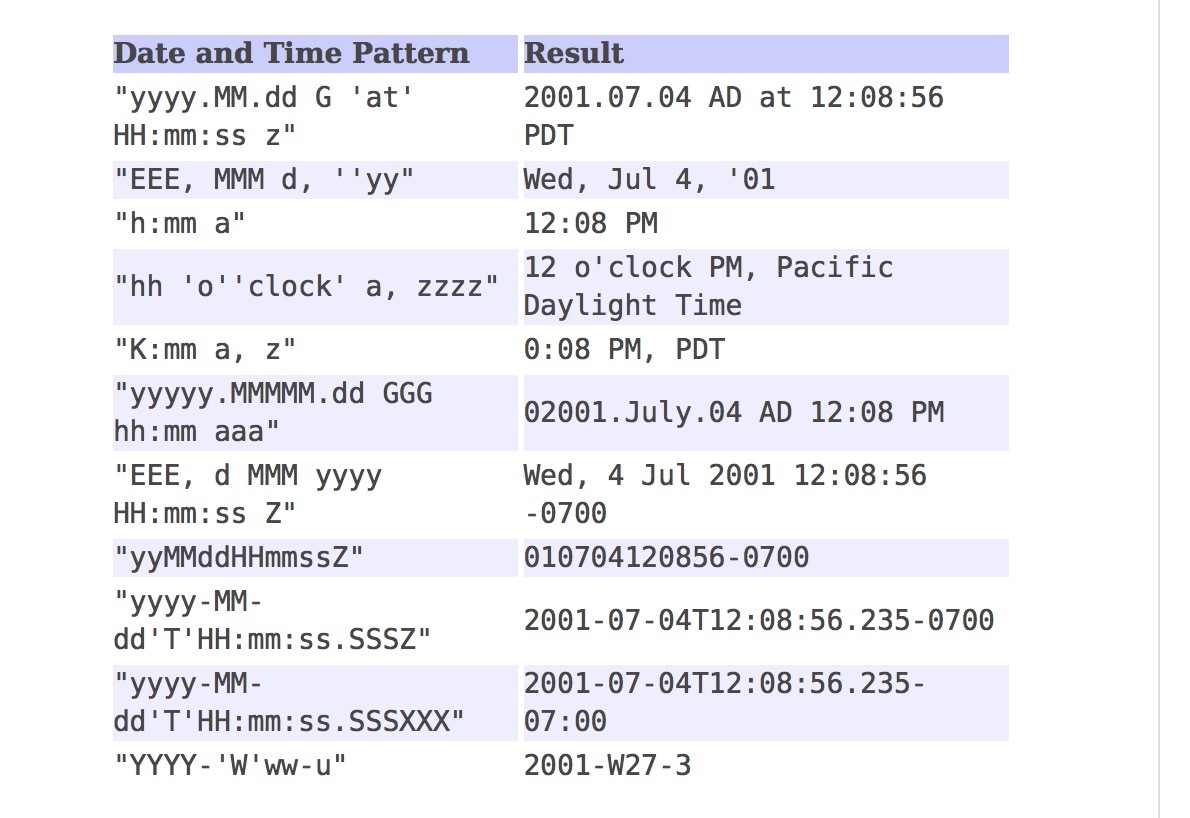 Date and Time Pattern Result
"yyyy.MM.dd G 'at' HH:mm:ss z" 2001.07.04 AD at 12:08:56 PDT
"EEE, MMM d, ''yy" Wed, Jul 4, '01
"h:mm a" 12:08 PM
"hh 'o''clock' a, zzzz" 12 o'clock PM, Pacific Daylight Time
"K:mm a, z" 0:08 PM, PDT
"yyyyy.MMMMM.dd GGG hh:mm aaa" 02001.July.04 AD 12:08 PM
"EEE, d MMM yyyy HH:mm:ss Z" Wed, 4 Jul 2001 12:08:56 -0700
"yyMMddHHmmssZ" 010704120856-0700
"yyyy-MM-dd'T'HH:mm:ss.SSSZ" 2001-07-04T12:08:56.235-0700
"yyyy-MM-dd'T'HH:mm:ss.SSSXXX" 2001-07-04T12:08:56.235-07:00
"YYYY-'W'ww-u" 2001-W27-3